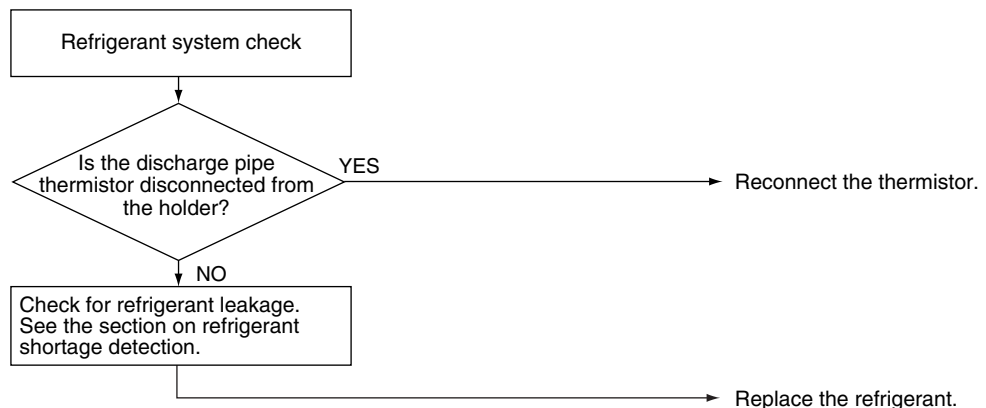 Refrigerant system check
Is the discharge pipe
thermistor disconnected from
the holder?
YES
Reconnect the thermistor.
NO
Check for refrigerant leakage.
See the section on refrigerant
shortage detection.
Replace the refrigerant.